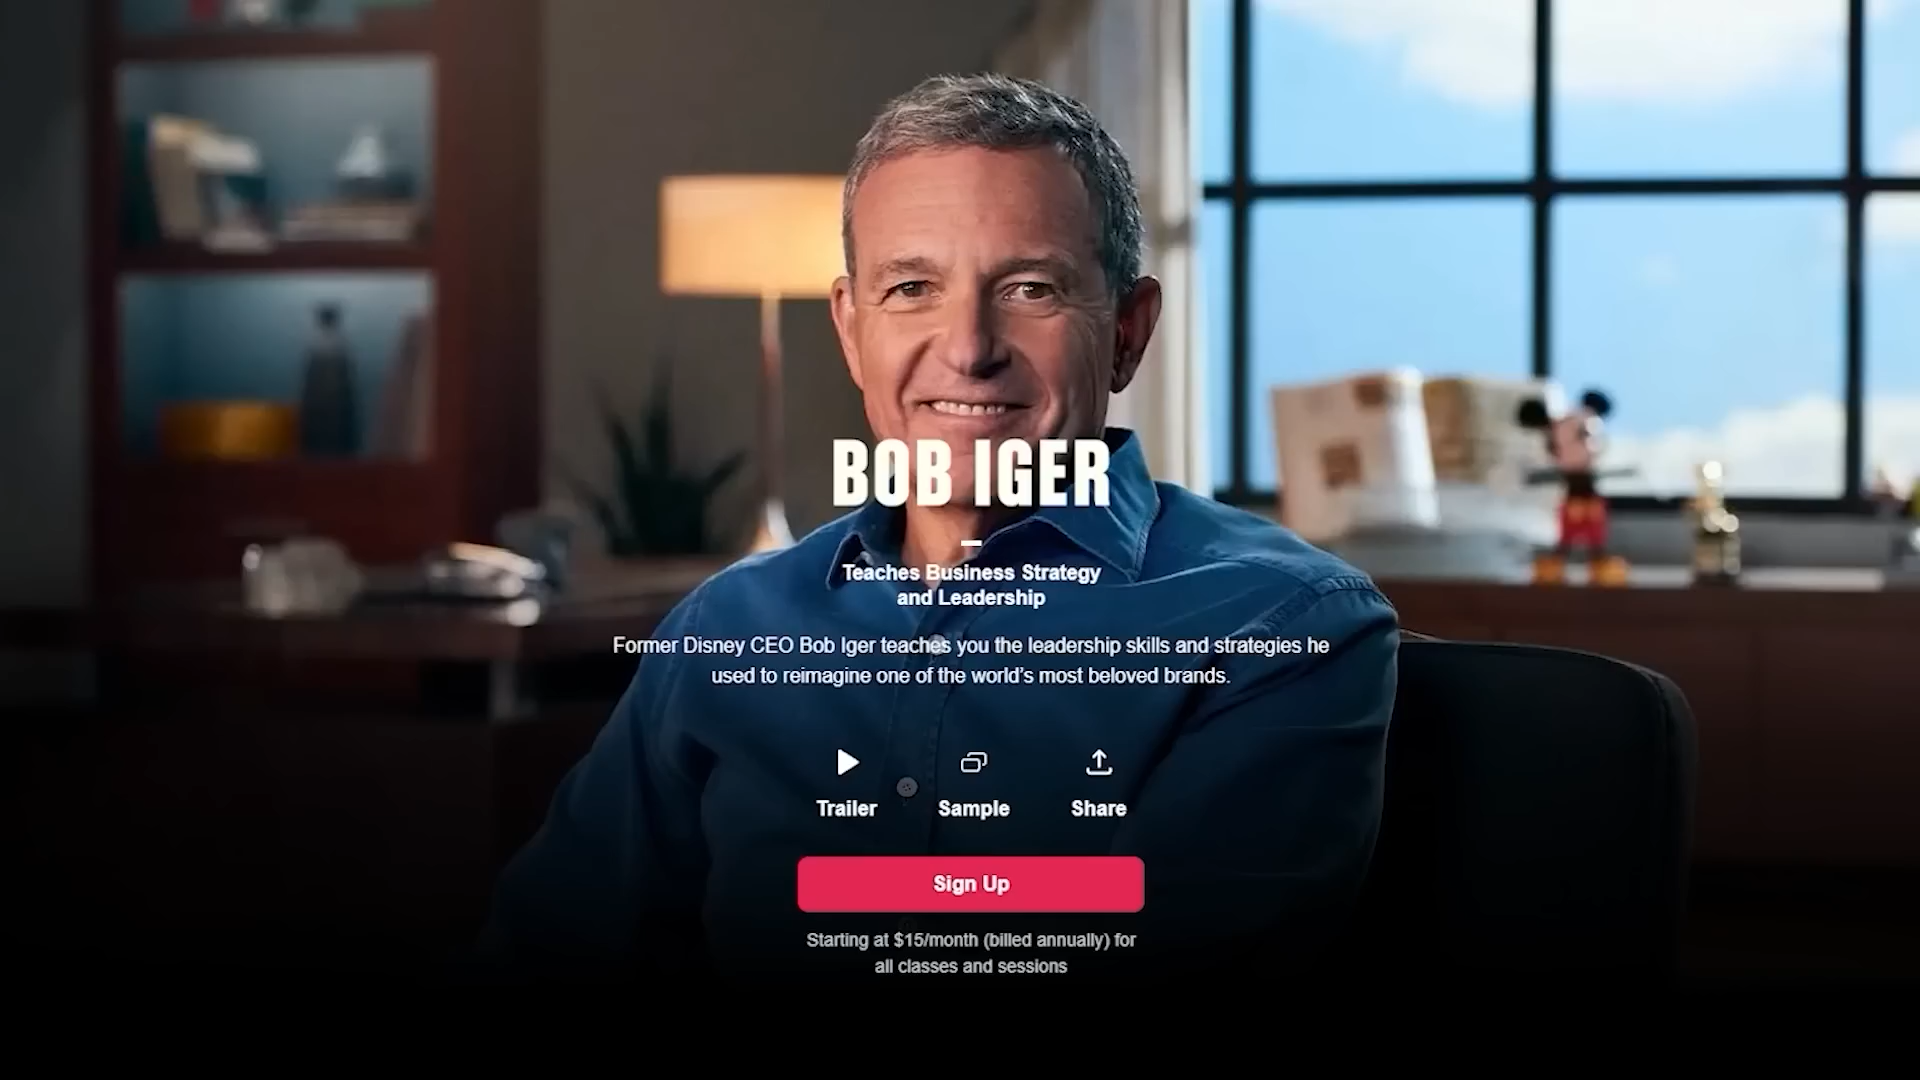 BOB IGER
Teaches Business Strategy
and Leadership
Former Disney CEO Bob Iger teaches you the leadership skills and strategies he
used to reimagine one of the world’s most beloved brands.
Trailer Sample Share
Sign Up
Starting at $15/month (billed annually) for
all classes and sessions